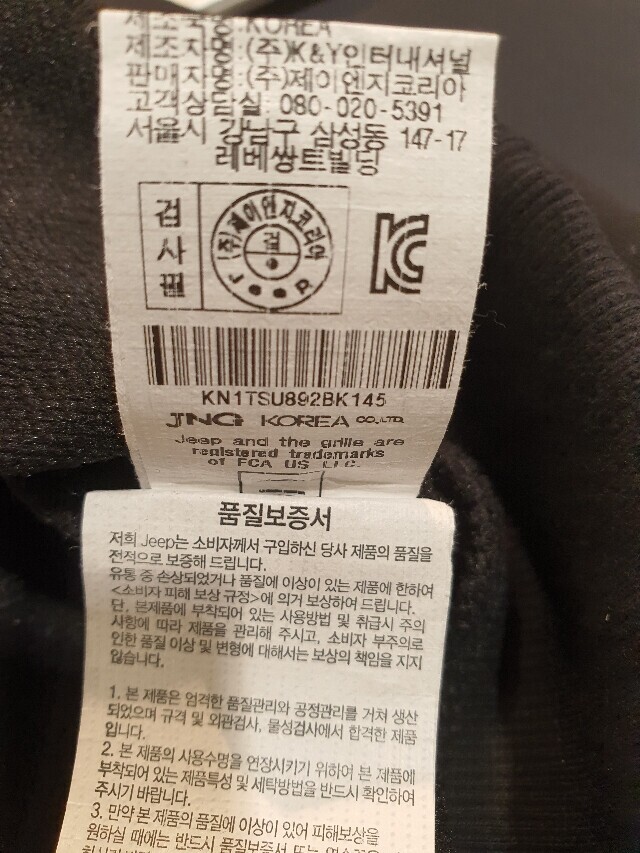 제조국명:KOREA
제조자명:(주)K&Y인터내셔널
판매자명:(주)제이엔지코리아
고객상담실: 080-020-5391
서울시 강남구 삼성동 147-17
레베쌍트빌딩
검사필
(주)제이엔지코리아
검
Jeep
KC
KN1TSU892BK145
JNG KOREA CO.,LTD.
Jeep and the grille are
registered trademarks
of FCA US LLC.
품질보증서
저희 Jeep는 소비자께서 구입하신 당사 제품의 품질을
전적으로 보증해 드립니다.
유통 중 손상되었거나 품질에 이상이 있는 제품에 한하여
<소비자 피해 보상 규정>에 의거 보상하여 드립니다.
단, 본제품에 부착되어 있는 사용방법 및 취급시 주의
사항에 따라 제품을 관리해 주시고, 소비자 부주의로
인한 품질 이상 및 변형에 대해서는 보상의 책임을 지지
않습니다.
1. 본 제품은 엄격한 품질관리와 공정관리를 거쳐 생산
되었으며 규격 및 외관검사, 물성검사에서 합격한 제품
입니다.
2. 본 제품의 사용수명을 연장시키기 위하여 본 제품에
부착되어 있는 제품특성 및 세탁방법을 반드시 확인하여
주시기 바랍니다.
3. 만약 본 제품의 품질에 이상이 있어 피해보상을
원하실 때에는 반드시 품질보증서 또는